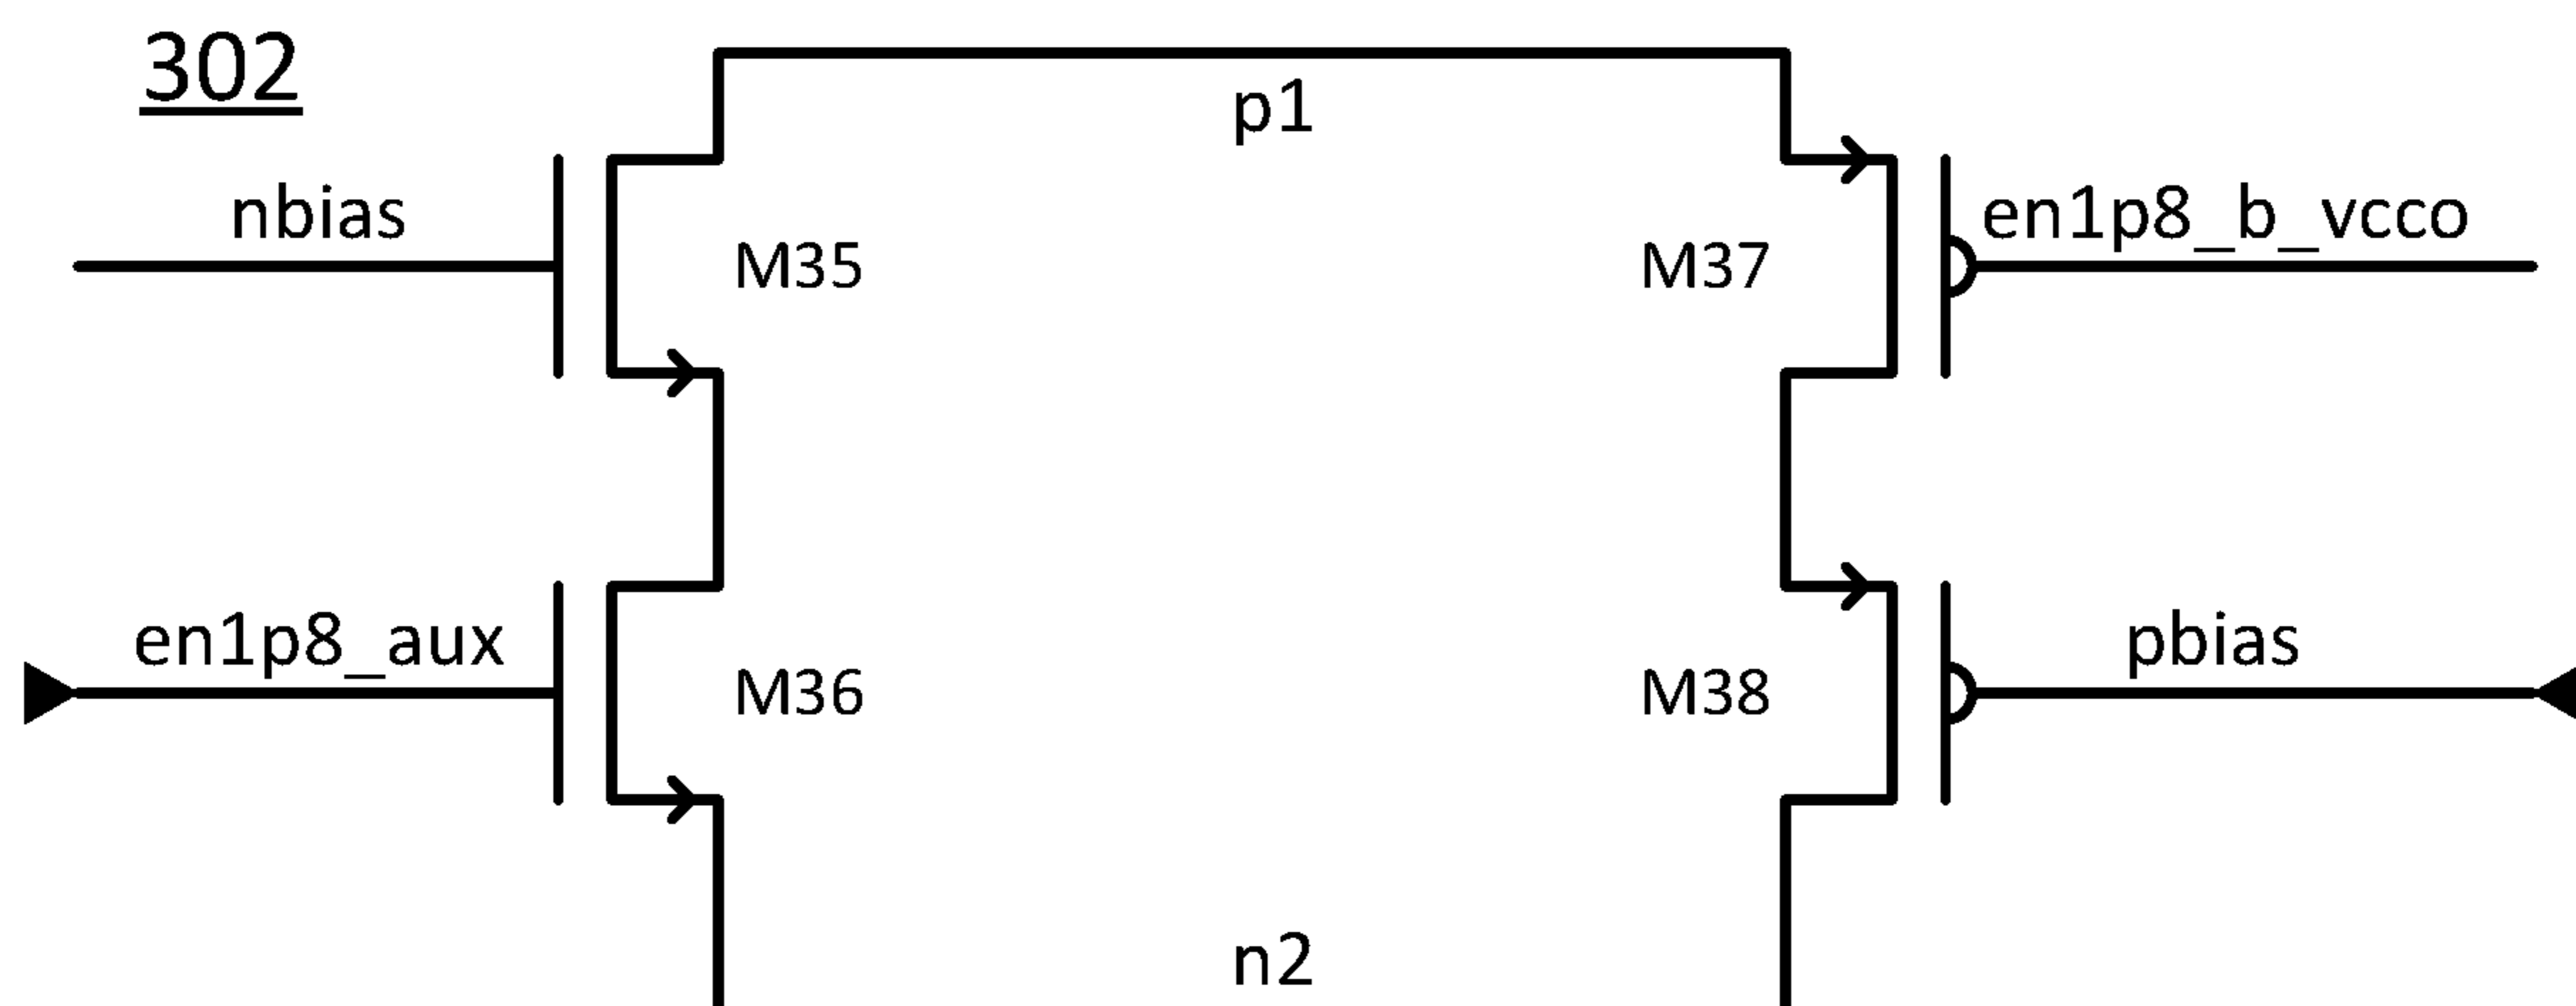 302
p1
nbias
en1p8_b_vcco
M35
M37
en1p8_aux
pbias
M36
M38
n2